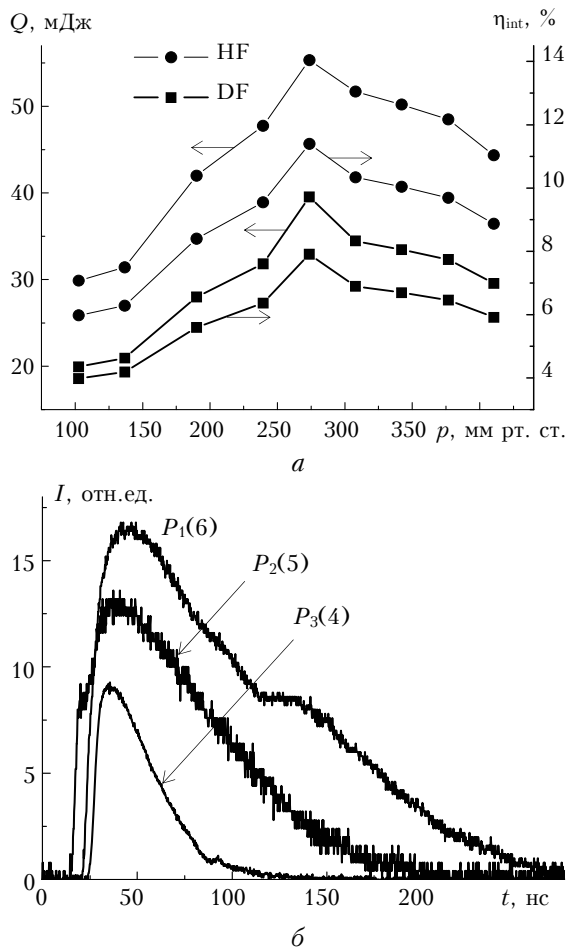 Q, мДж
η_int, %
HF
DF
14
50
12
40
10
8
30
6
20
4
100 150 200 250 300 350 p, мм рт. ст.
а
I, отн.ед.
P₁(6)
15
P₂(5)
P₃(4)
10
5
0
0 50 100 150 200 t, нс
б